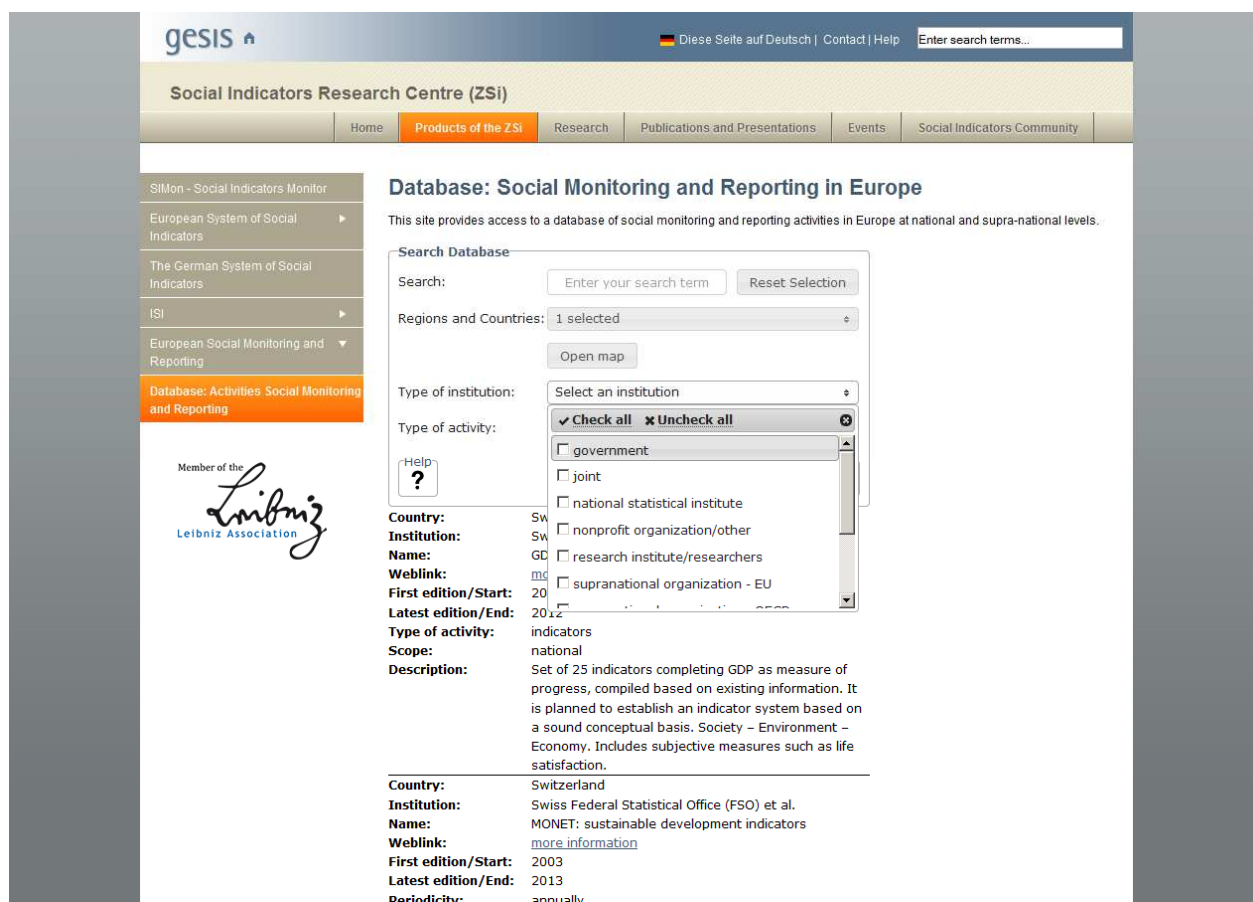 gesis
Diese Seite auf Deutsch | Contact | Help
Enter search terms...
Social Indicators Research Centre (ZSi)
Home Products of the ZSi Research Publications and Presentations Events Social Indicators Community
SIMon - Social Indicators Monitor
European System of Social
Indicators
The German System of Social
Indicators
ISI
European Social Monitoring and
Reporting
Database: Activities Social Monitoring
and Reporting
Member of the
Leibniz
Leibniz Association
Database: Social Monitoring and Reporting in Europe
This site provides access to a database of social monitoring and reporting activities in Europe at national and supra-national levels.
Search Database
Search: Enter your search term Reset Selection
Regions and Countries: 1 selected
Open map
Type of institution: Select an institution
Check all Uncheck all
Type of activity:
government
Help
?
joint
national statistical institute
nonprofit organization/other
research institute/researchers
supranational organization - EU
Country: Sw
Institution: Sw
Name: GD
Weblink: mo
First edition/Start: 20
Latest edition/End: 2012
Type of activity: indicators
Scope: national
Description: Set of 25 indicators completing GDP as measure of
progress, compiled based on existing information. It
is planned to establish an indicator system based on
a sound conceptual basis. Society – Environment –
Economy. Includes subjective measures such as life
satisfaction.
Country: Switzerland
Institution: Swiss Federal Statistical Office (FSO) et al.
Name: MONET: sustainable development indicators
Weblink: more information
First edition/Start: 2003
Latest edition/End: 2013
Periodicity: annually